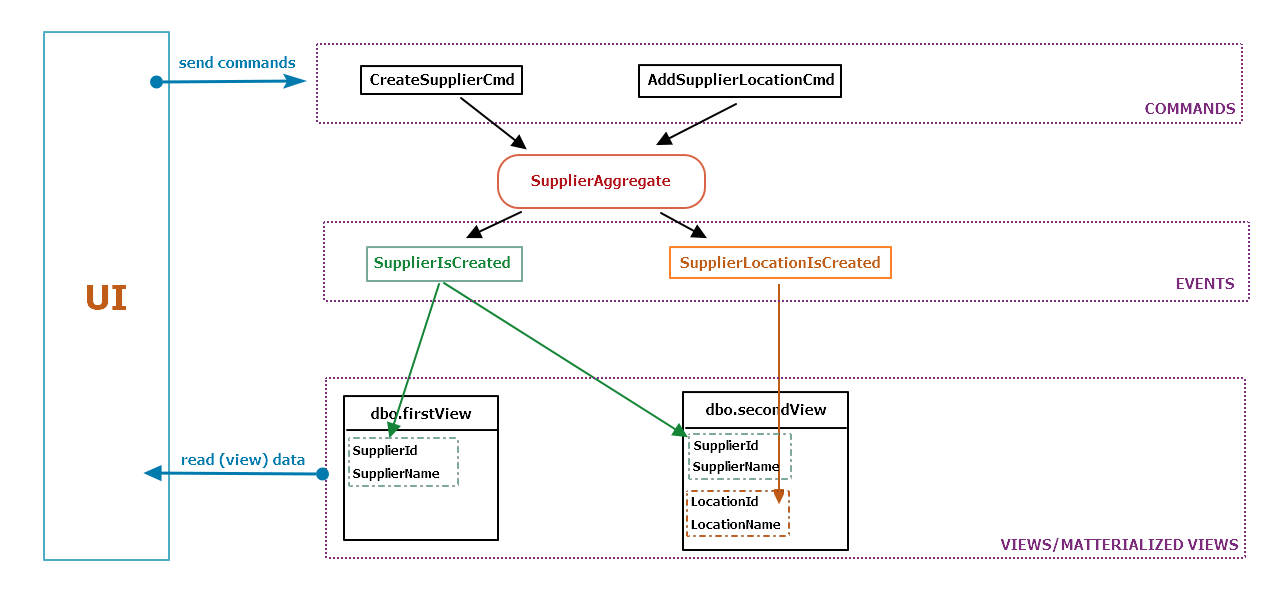 send commands
CreateSupplierCmd
AddSupplierLocationCmd
COMMANDS
SupplierAggregate
SupplierIsCreated
SupplierLocationIsCreated
EVENTS
UI
dbo.firstView
SupplierId
SupplierName
dbo.secondView
SupplierId
SupplierName
LocationId
LocationName
read (view) data
VIEWS/MATTERIALIZED VIEWS